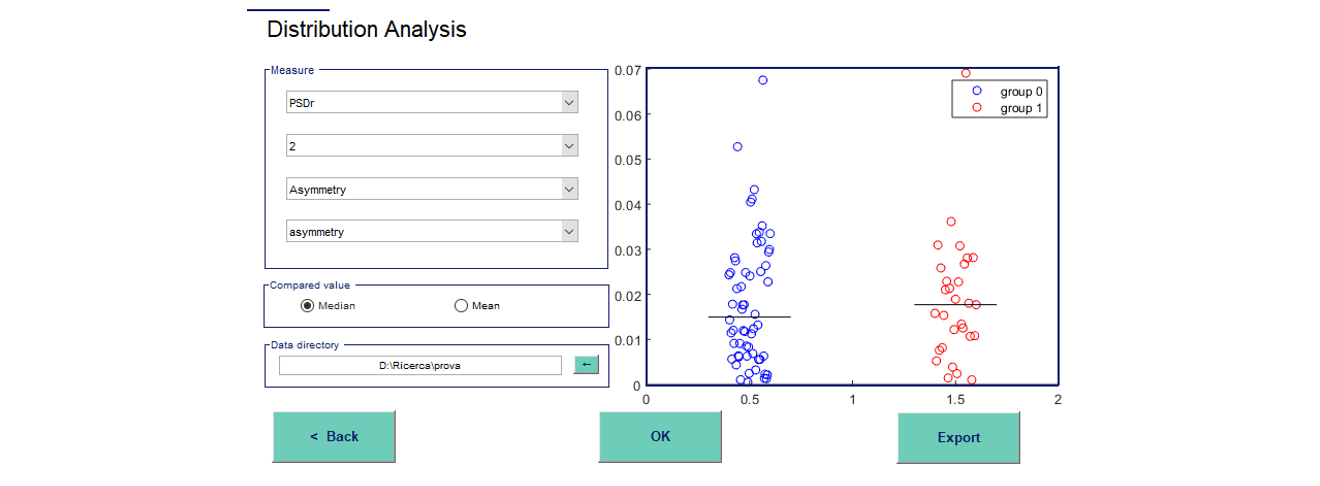 Distribution Analysis
Measure
PSDr
2
Asymmetry
asymmetry
Compared value
Median
Mean
Data directory
D:\Ricerca\prova
←
0.07
0.06
0.05
0.04
0.03
0.02
0.01
0
0 0.5 1 1.5 2
group 0
group 1
< Back
OK
Export